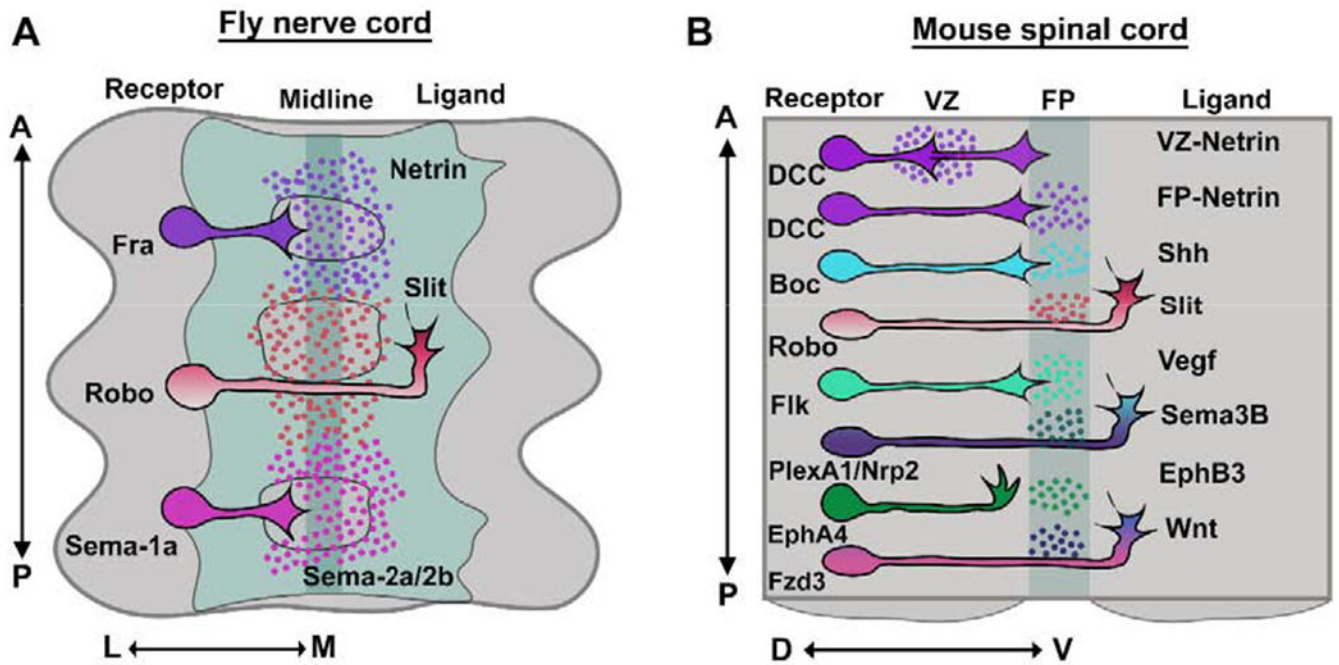 A
Fly nerve cord
Receptor
Midline
Ligand
A
Netrin
Fra
Slit
Robo
Sema-1a
Sema-2a/2b
P
L
M
B
Mouse spinal cord
Receptor VZ FP Ligand
A
VZ-Netrin
DCC
FP-Netrin
DCC
Shh
Boc
Slit
Robo
Vegf
Flk
Sema3B
PlexA1/Nrp2
EphB3
EphA4
Wnt
Fzd3
P
D
V